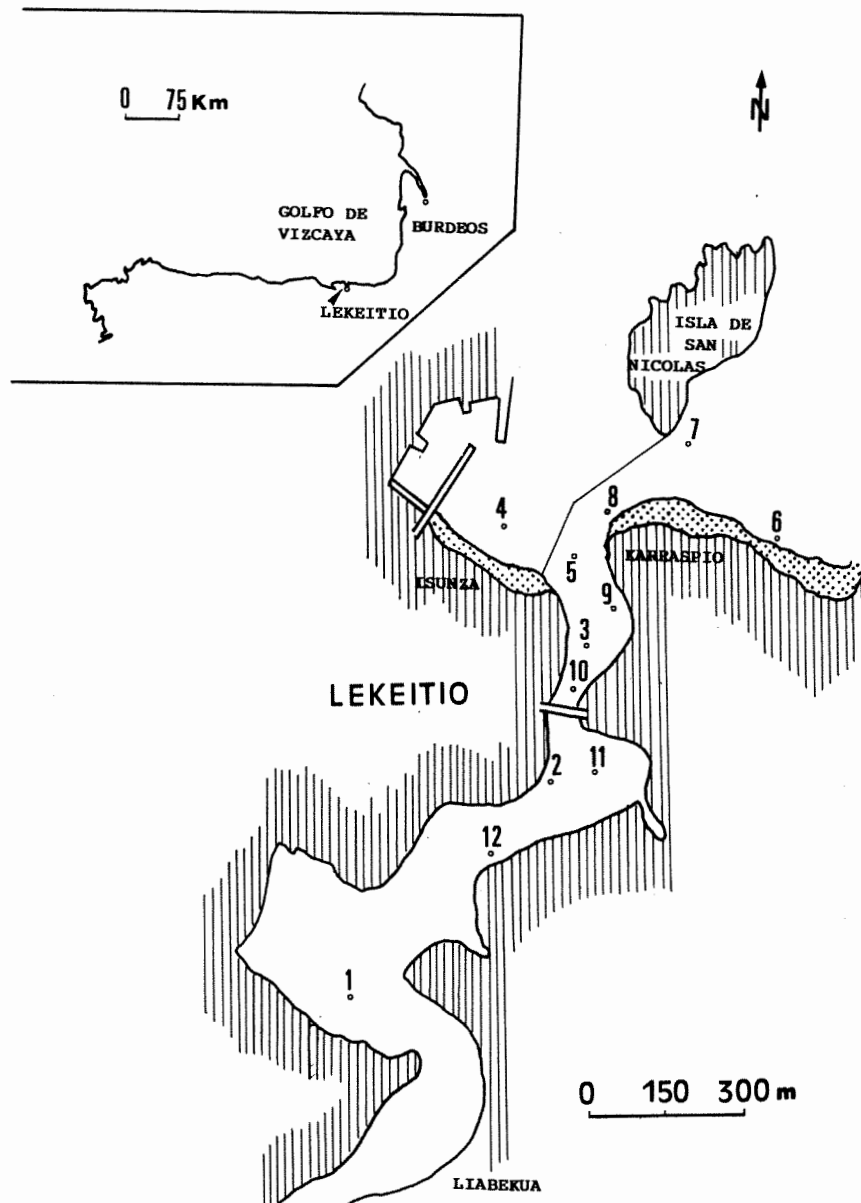 0 75 Km
N
GOLFO DE
VIZCAYA
BURDEOS
LEKEITIO
ISLA DE
SAN
NICOLAS
7
4
8
6
ISUNZA
5
KARRASPIO
9
3
10
LEKEITIO
2
11
12
1
0 150 300 m
LIABEKUA